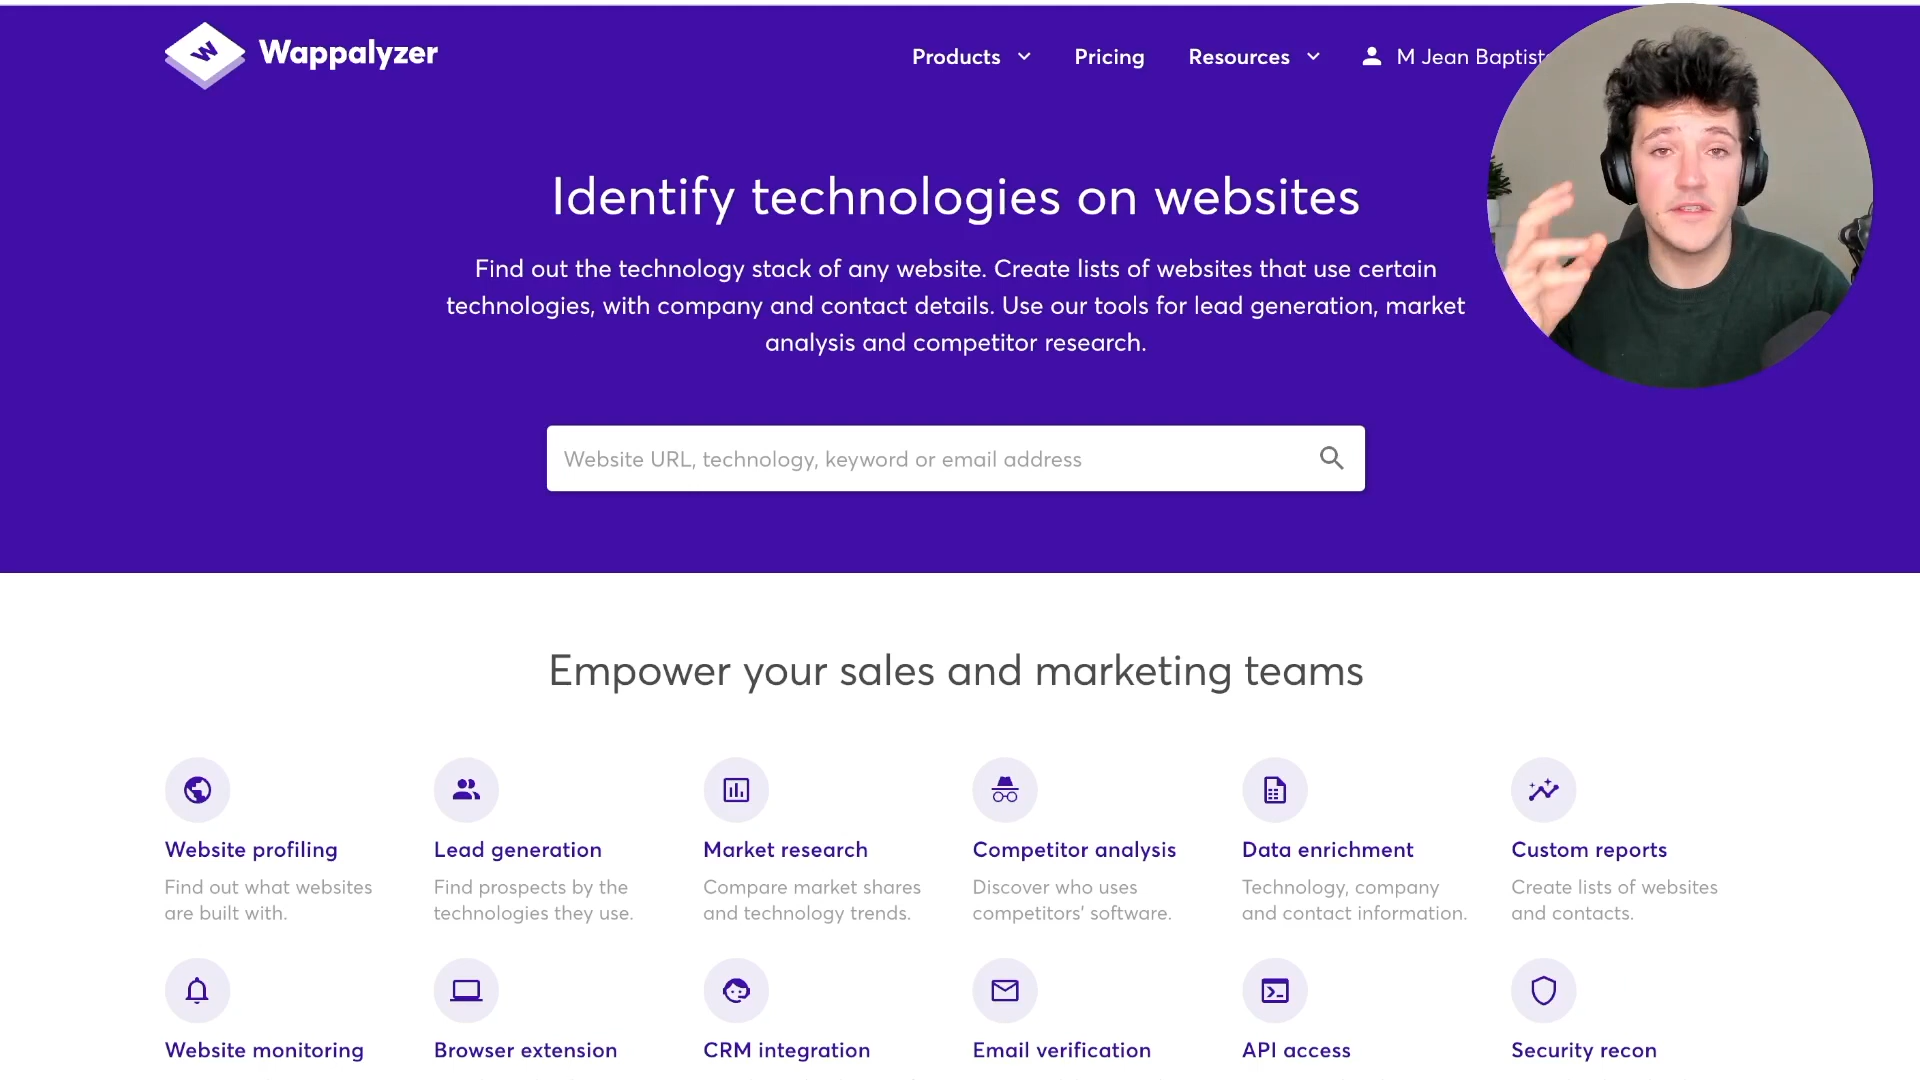 Wappalyzer
Products
Pricing
Resources
M Jean Baptist
Identify technologies on websites
Find out the technology stack of any website. Create lists of websites that use certain
technologies, with company and contact details. Use our tools for lead generation, market
analysis and competitor research.
Website URL, technology, keyword or email address
Empower your sales and marketing teams
Website profiling
Find out what websites
are built with.
Lead generation
Find prospects by the
technologies they use.
Market research
Compare market shares
and technology trends.
Competitor analysis
Discover who uses
competitors' software.
Data enrichment
Technology, company
and contact information.
Custom reports
Create lists of websites
and contacts.
Website monitoring
Browser extension
CRM integration
Email verification
API access
Security recon